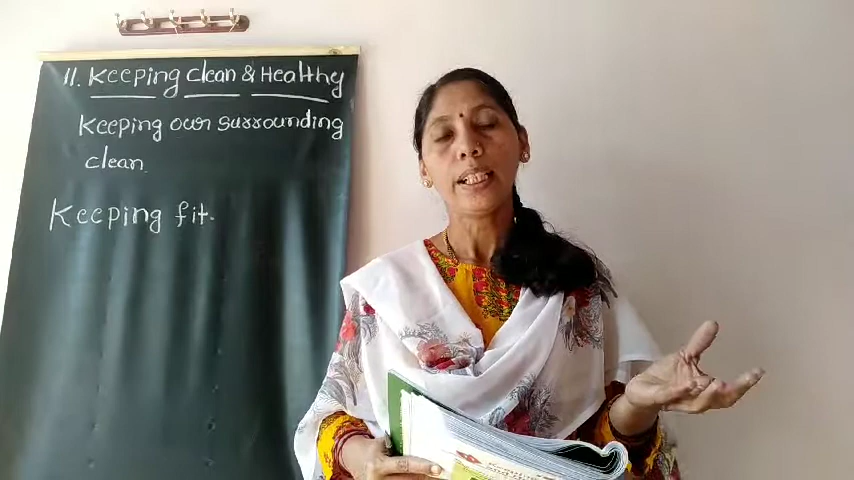 11. Keeping clean & Healthy
Keeping our surrounding
clean.
Keeping fit.